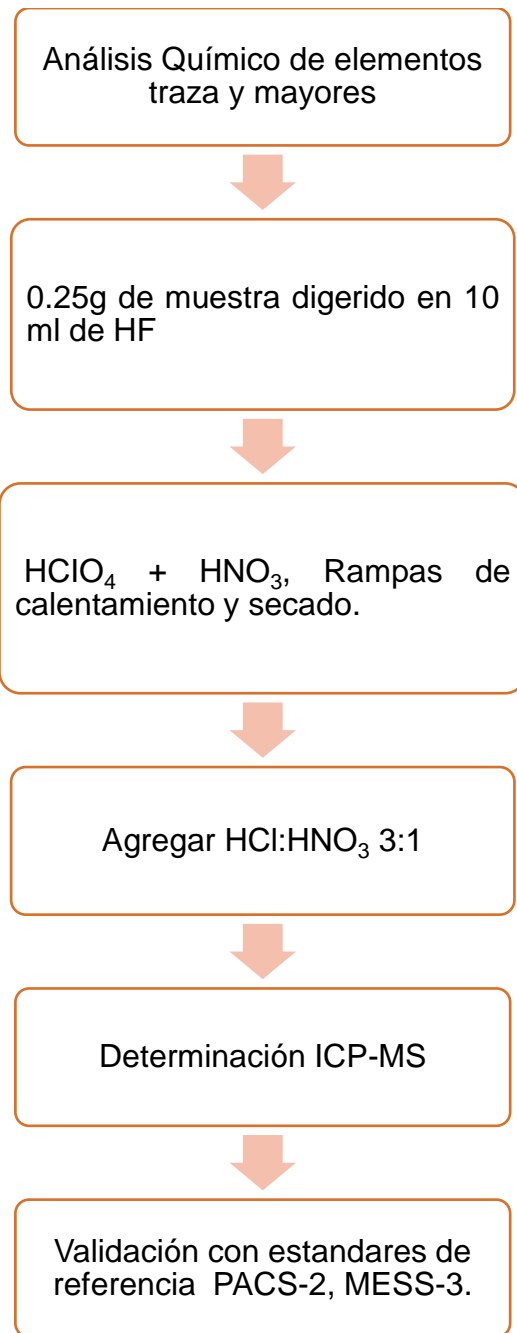 Análisis Químico de elementos
traza y mayores
0.25g de muestra digerido en 10
ml de HF
HClO₄ + HNO₃, Rampas de
calentamiento y secado.
Agregar HCl:HNO₃ 3:1
Determinación ICP-MS
Validación con estandares de
referencia PACS-2, MESS-3.